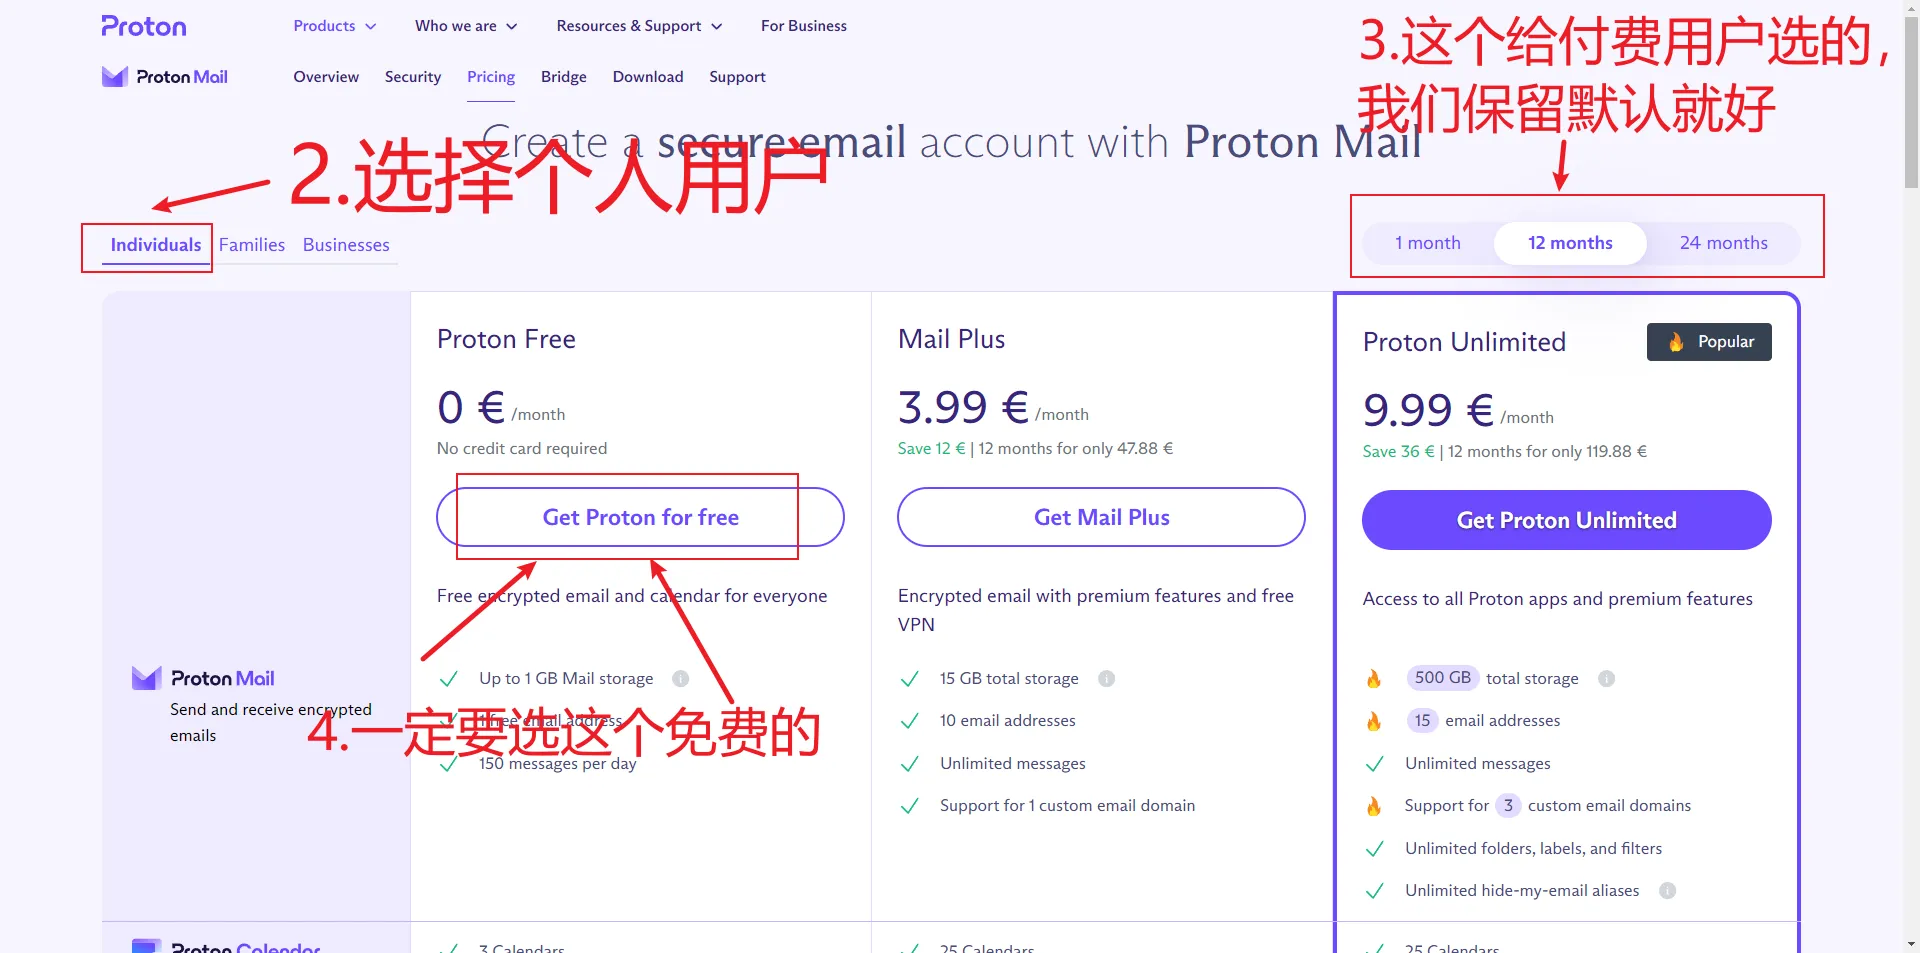 Proton
Products
Who we are
Resources & Support
For Business
Proton Mail
Overview
Security
Pricing
Bridge
Download
Support
3.这个给付费用户选的，
我们保留默认就好
Create a secure email account with Proton Mail
2.选择个人用户
Individuals
Families
Businesses
1 month
12 months
24 months
Proton Free
0 € /month
No credit card required
Get Proton for free
Free encrypted email and calendar for everyone
Mail Plus
3.99 € /month
Save 12 € | 12 months for only 47.88 €
Get Mail Plus
Encrypted email with premium features and free
VPN
Proton Unlimited
Popular
9.99 € /month
Save 36 € | 12 months for only 119.88 €
Get Proton Unlimited
Access to all Proton apps and premium features
Proton Mail
Send and receive encrypted
emails
Up to 1 GB Mail storage
1 free email address
150 messages per day
4.一定要选这个免费的
15 GB total storage
10 email addresses
Unlimited messages
Support for 1 custom email domain
500 GB total storage
15 email addresses
Unlimited messages
Support for 3 custom email domains
Unlimited folders, labels, and filters
Unlimited hide-my-email aliases
Proton Calendar
3 Calendars
25 Calendars
25 Calendars